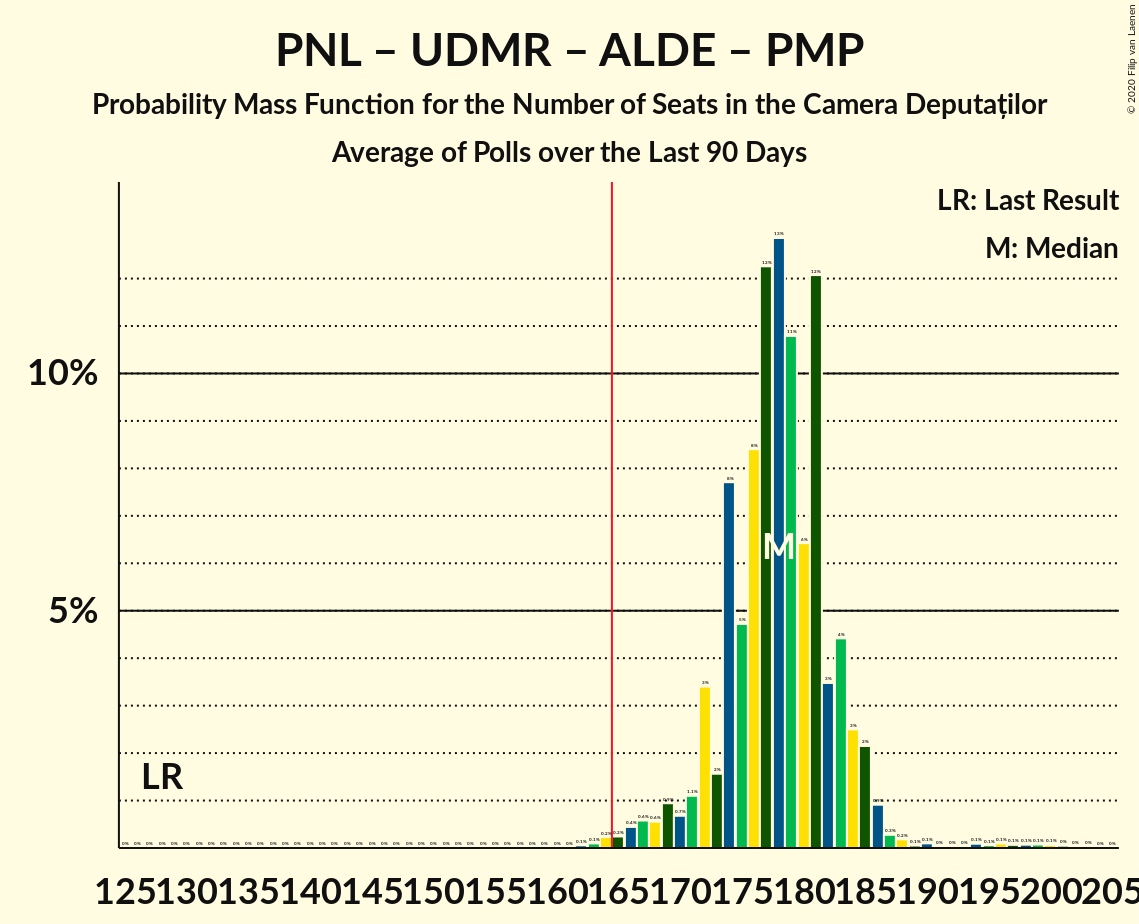 PNL – UDMR – ALDE – PMP
Probability Mass Function for the Number of Seats in the Camera Deputaților
Average of Polls over the Last 90 Days
© 2020 Filip van Laenen
LR: Last Result
M: Median
10%
5%
LR
M
125 130 135 140 145 150 155 160 165 170 175 180 185 190 195 200 205